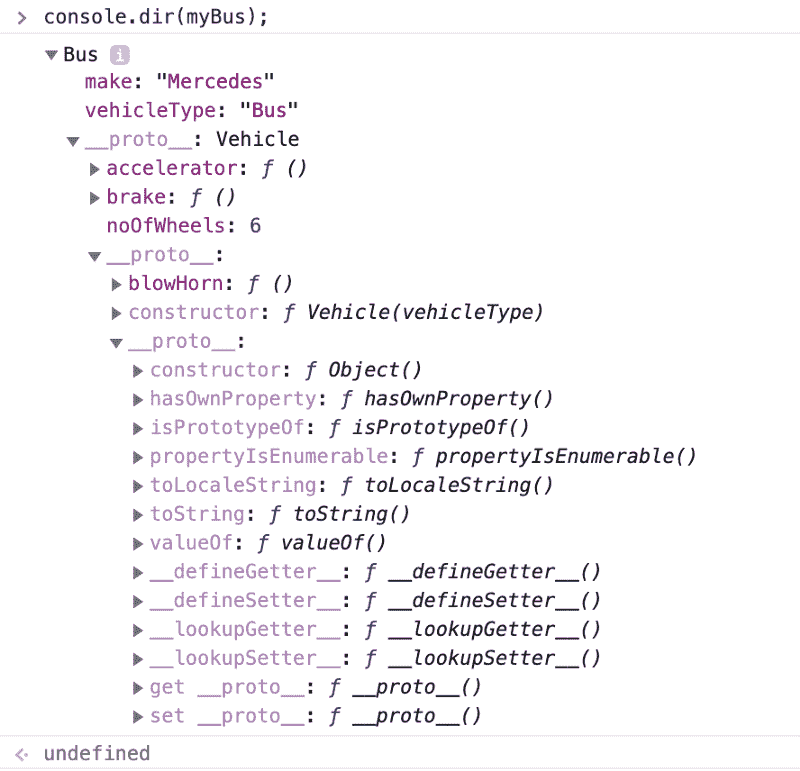 > console.dir(myBus);
▼Bus i
make: "Mercedes"
vehicleType: "Bus"
▼__proto__: Vehicle
▶accelerator: ƒ ()
▶brake: ƒ ()
noOfWheels: 6
▼__proto__:
▶blowHorn: ƒ ()
▶constructor: ƒ Vehicle(vehicleType)
▼__proto__:
▶constructor: ƒ Object()
▶hasOwnProperty: ƒ hasOwnProperty()
▶isPrototypeOf: ƒ isPrototypeOf()
▶propertyIsEnumerable: ƒ propertyIsEnumerable()
▶toLocaleString: ƒ toLocaleString()
▶toString: ƒ toString()
▶valueOf: ƒ valueOf()
▶__defineGetter__: ƒ __defineGetter__()
▶__defineSetter__: ƒ __defineSetter__()
▶__lookupGetter__: ƒ __lookupGetter__()
▶__lookupSetter__: ƒ __lookupSetter__()
▶get __proto__: ƒ __proto__()
▶set __proto__: ƒ __proto__()
undefined